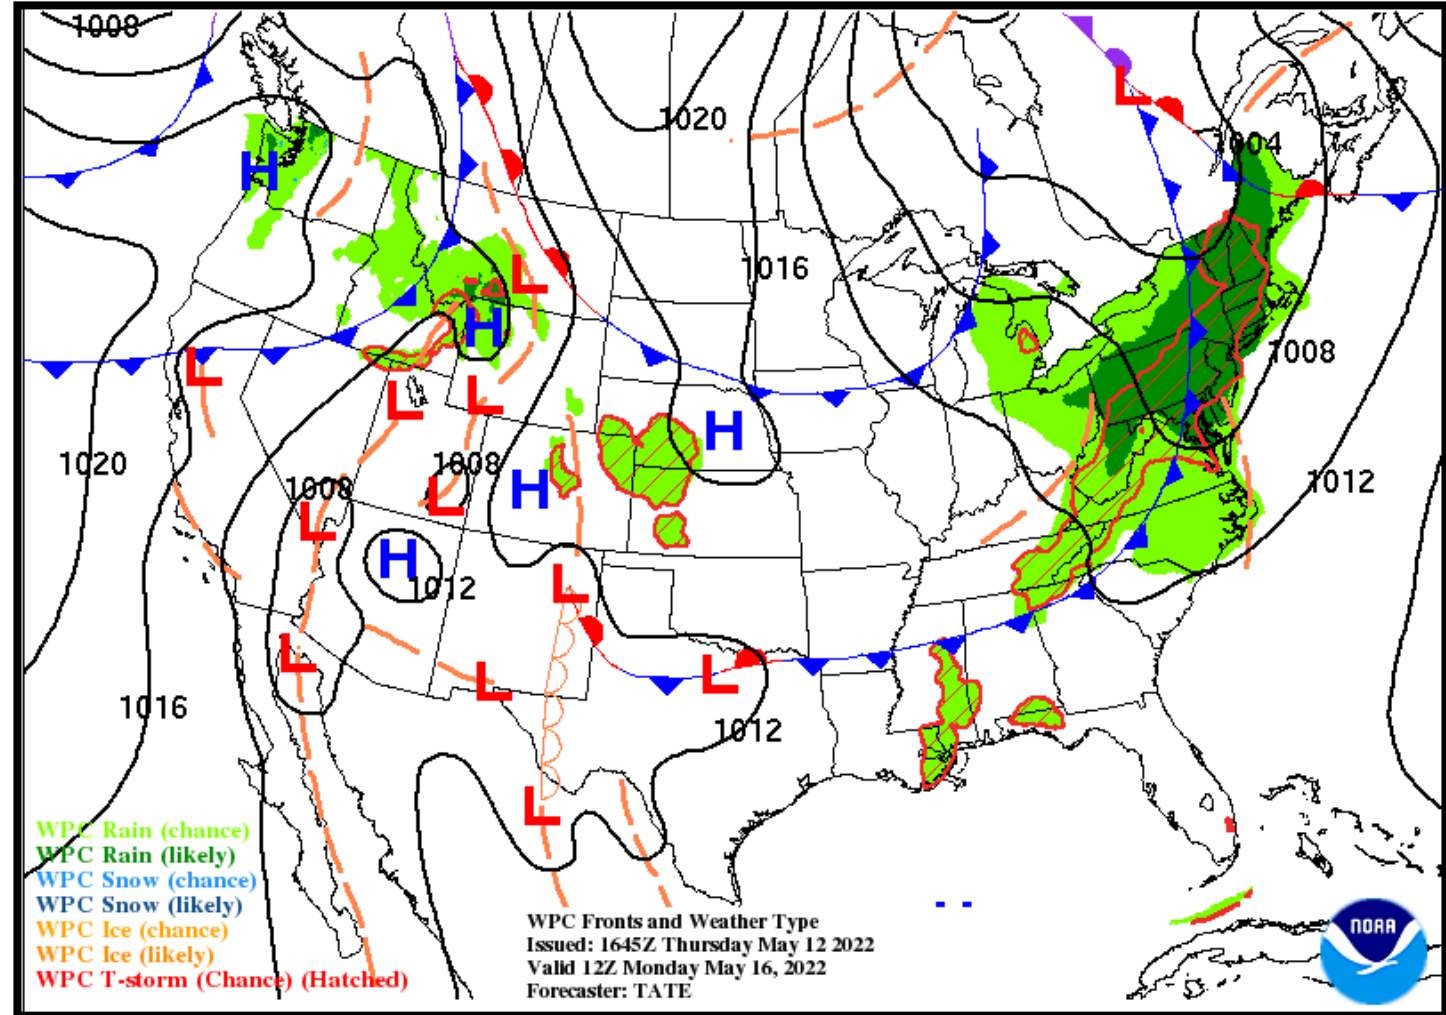 1008
1020
1004
1016
1008
1020
1008
1008
1012
1012
1016
1012
WPC Rain (chance)
WPC Rain (likely)
WPC Snow (chance)
WPC Snow (likely)
WPC Ice (chance)
WPC Ice (likely)
WPC T-storm (Chance) (Hatched)
WPC Fronts and Weather Type
Issued: 1645Z Thursday May 12 2022
Valid 12Z Monday May 16, 2022
Forecaster: TATE
NOAA
L
H
L
H
L
L
L
H
H
L
L
H
L
L
L
L
L